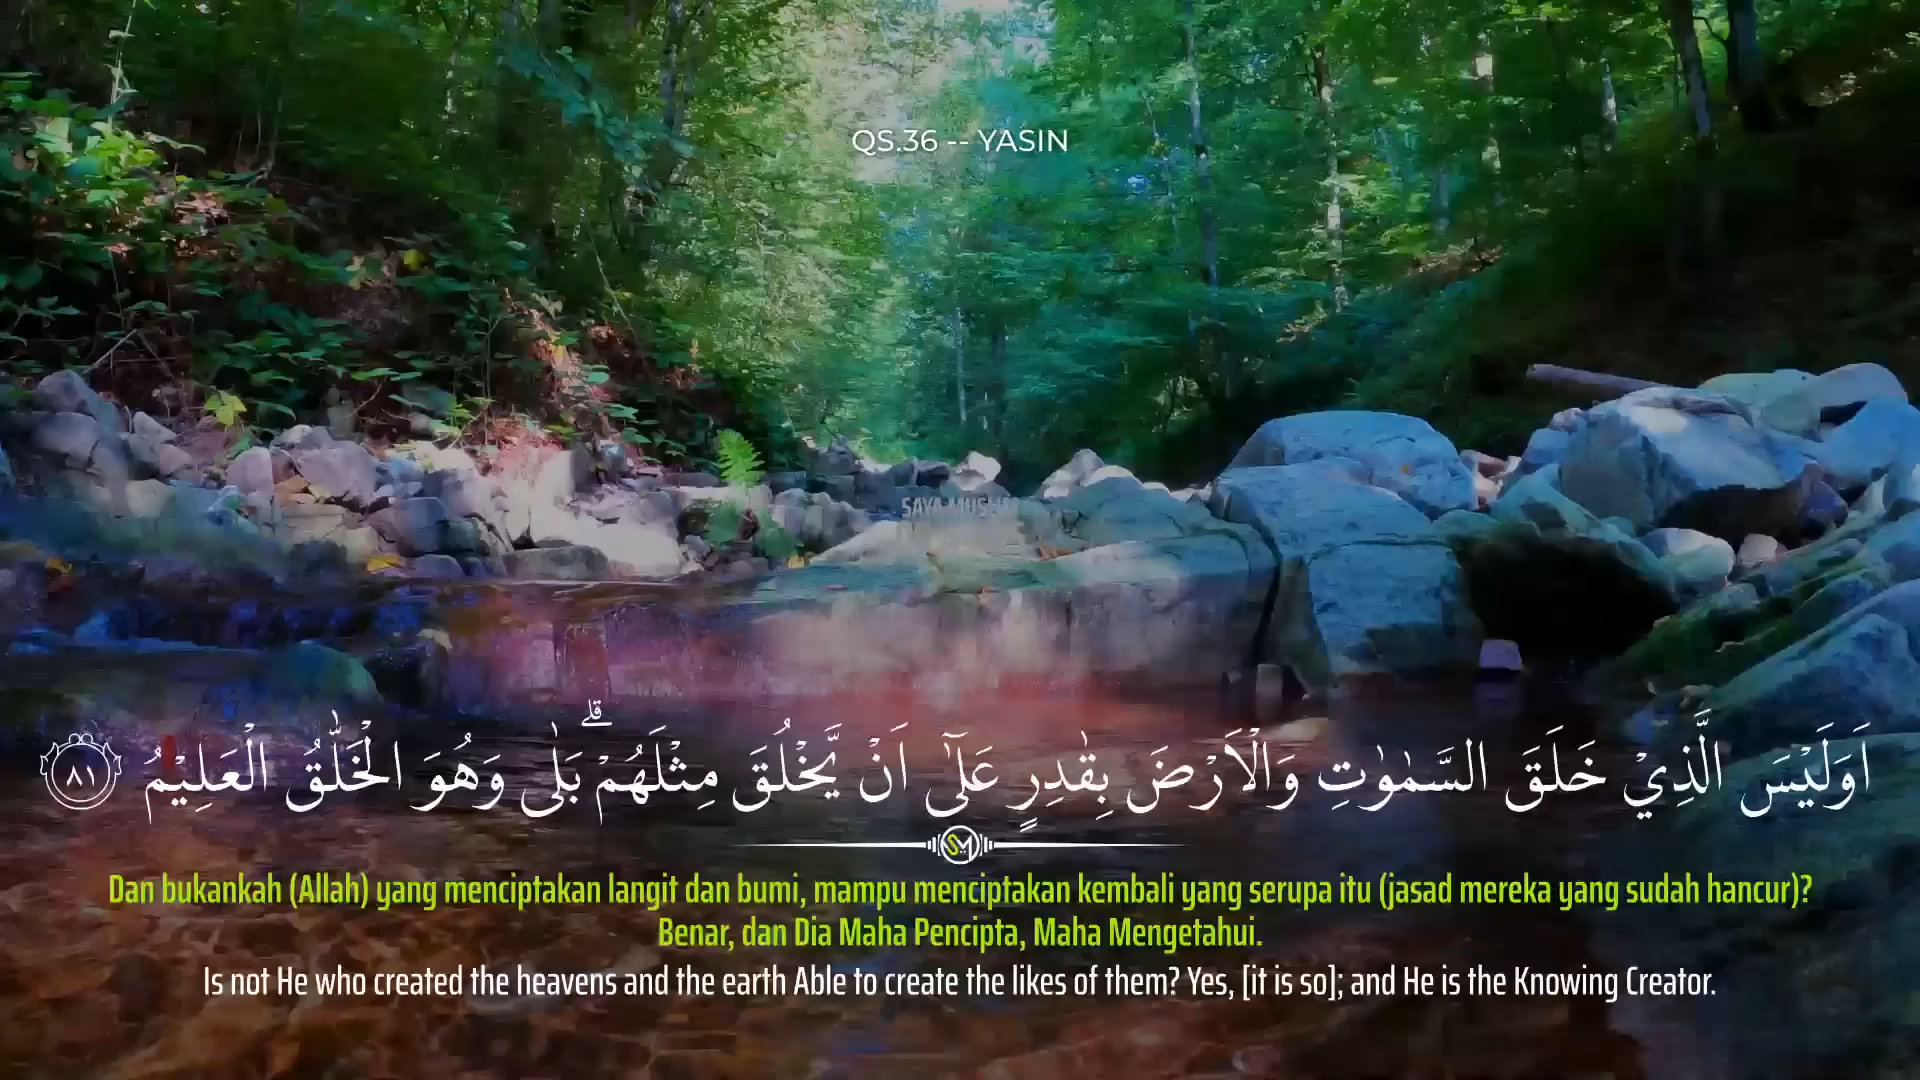 QS.36 -- YASIN
SAYA MUSLIM
اَوَلَيْسَ الَّذِيْ خَلَقَ السَّمٰوٰتِ وَالْاَرْضَ بِقٰدِرٍ عَلٰٓى اَنْ يَّخْلُقَ مِثْلَهُمْ ۗ بَلٰى وَهُوَ الْخَلّٰقُ الْعَلِيْمُ ٨١
SM
Dan bukankah (Allah) yang menciptakan langit dan bumi, mampu menciptakan kembali yang serupa itu (jasad mereka yang sudah hancur)?
Benar, dan Dia Maha Pencipta, Maha Mengetahui.
Is not He who created the heavens and the earth Able to create the likes of them? Yes, [it is so]; and He is the Knowing Creator.